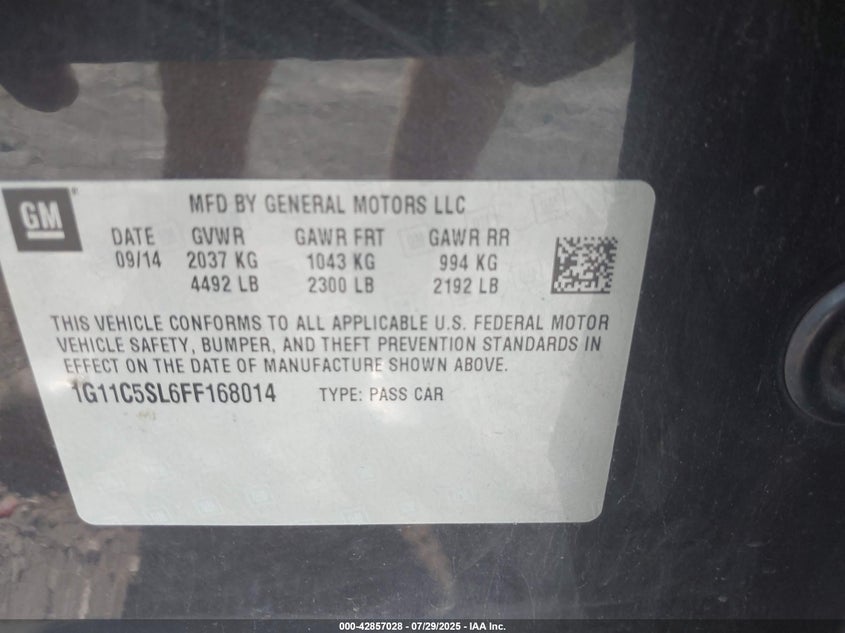 GM
MFD BY GENERAL MOTORS LLC
DATE GVWR GAWR FRT GAWR RR
09/14 2037 KG 1043 KG 994 KG
4492 LB 2300 LB 2192 LB
THIS VEHICLE CONFORMS TO ALL APPLICABLE U.S. FEDERAL MOTOR
VEHICLE SAFETY, BUMPER, AND THEFT PREVENTION STANDARDS IN
EFFECT ON THE DATE OF MANUFACTURE SHOWN ABOVE.
1G11C5SL6FF168014 TYPE: PASS CAR
000-42857028 - 07/29/2025 - IAA Inc.